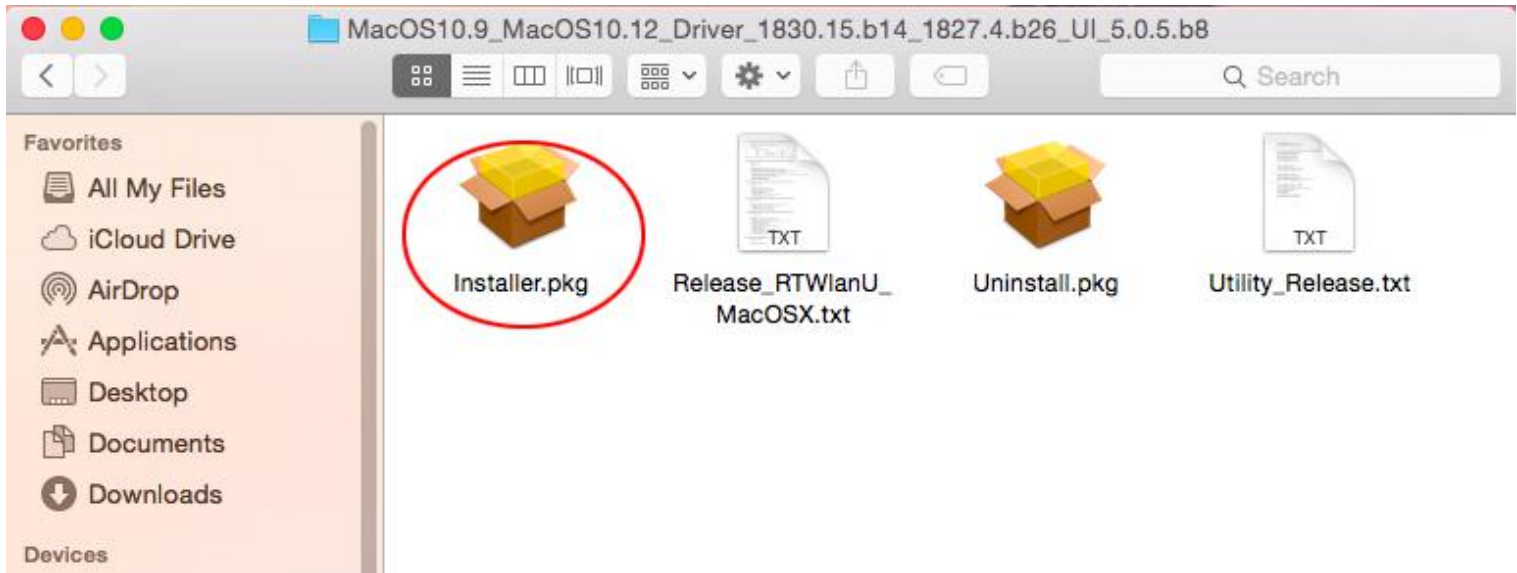 MacOS10.9_MacOS10.12_Driver_1830.15.b14_1827.4.b26_UI_5.0.5.b8
Search
Favorites
All My Files
iCloud Drive
AirDrop
Applications
Desktop
Documents
Downloads
Devices
TXT
TXT
Installer.pkg
Release_RTWlanU_
MacOSX.txt
Uninstall.pkg
Utility_Release.txt